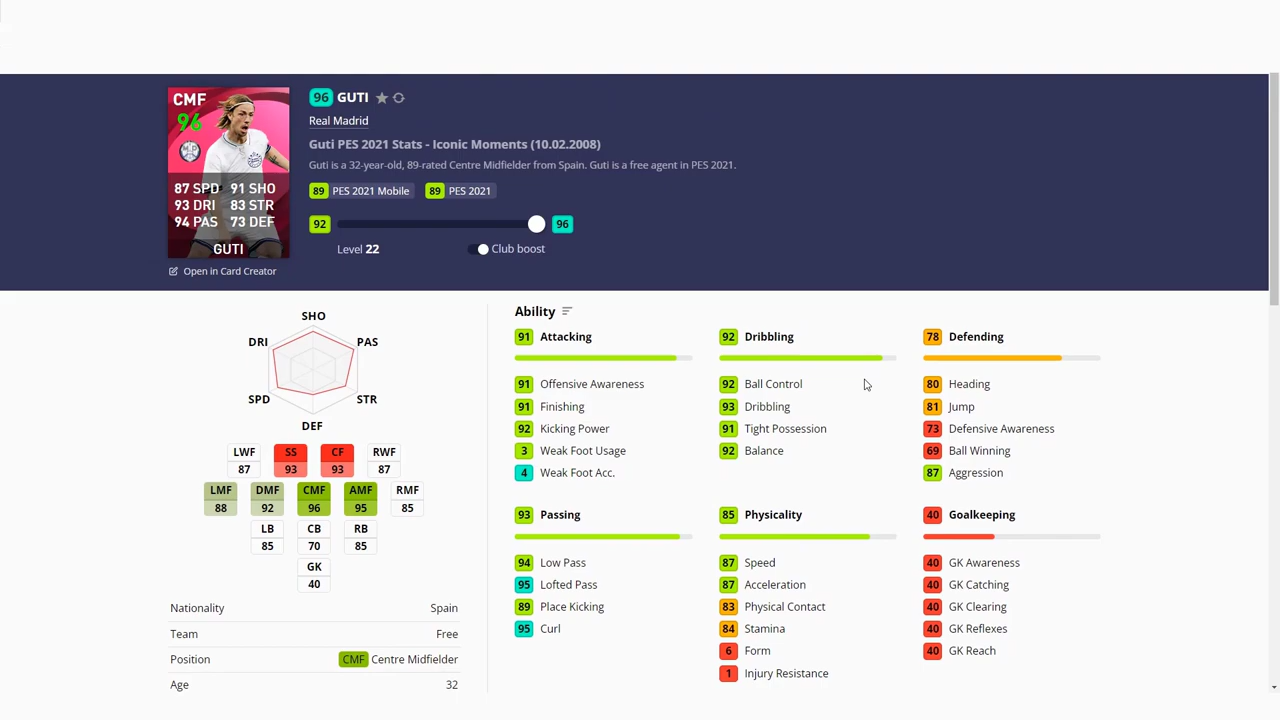 CMF
96
87 SPD 91 SHO
93 DRI 83 STR
94 PAS 73 DEF
GUTI
Open in Card Creator
96 GUTI
Real Madrid
Guti PES 2021 Stats - Iconic Moments (10.02.2008)
Guti is a 32-year-old, 89-rated Centre Midfielder from Spain. Guti is a free agent in PES 2021.
89 PES 2021 Mobile 89 PES 2021
92 96
Level 22 Club boost
SHO
DRI PAS
SPD STR
DEF
LWF SS CF RWF
87 93 93 87
LMF DMF CMF AMF RMF
88 92 96 95 85
LB CB RB
85 70 85
GK
40
Nationality Spain
Team Free
Position CMF Centre Midfielder
Age 32
Ability
91 Attacking
91 Offensive Awareness
91 Finishing
92 Kicking Power
3 Weak Foot Usage
4 Weak Foot Acc.
92 Dribbling
92 Ball Control
93 Dribbling
91 Tight Possession
92 Balance
78 Defending
80 Heading
81 Jump
73 Defensive Awareness
69 Ball Winning
87 Aggression
93 Passing
94 Low Pass
95 Lofted Pass
89 Place Kicking
95 Curl
85 Physicality
87 Speed
87 Acceleration
83 Physical Contact
84 Stamina
6 Form
1 Injury Resistance
40 Goalkeeping
40 GK Awareness
40 GK Catching
40 GK Clearing
40 GK Reflexes
40 GK Reach